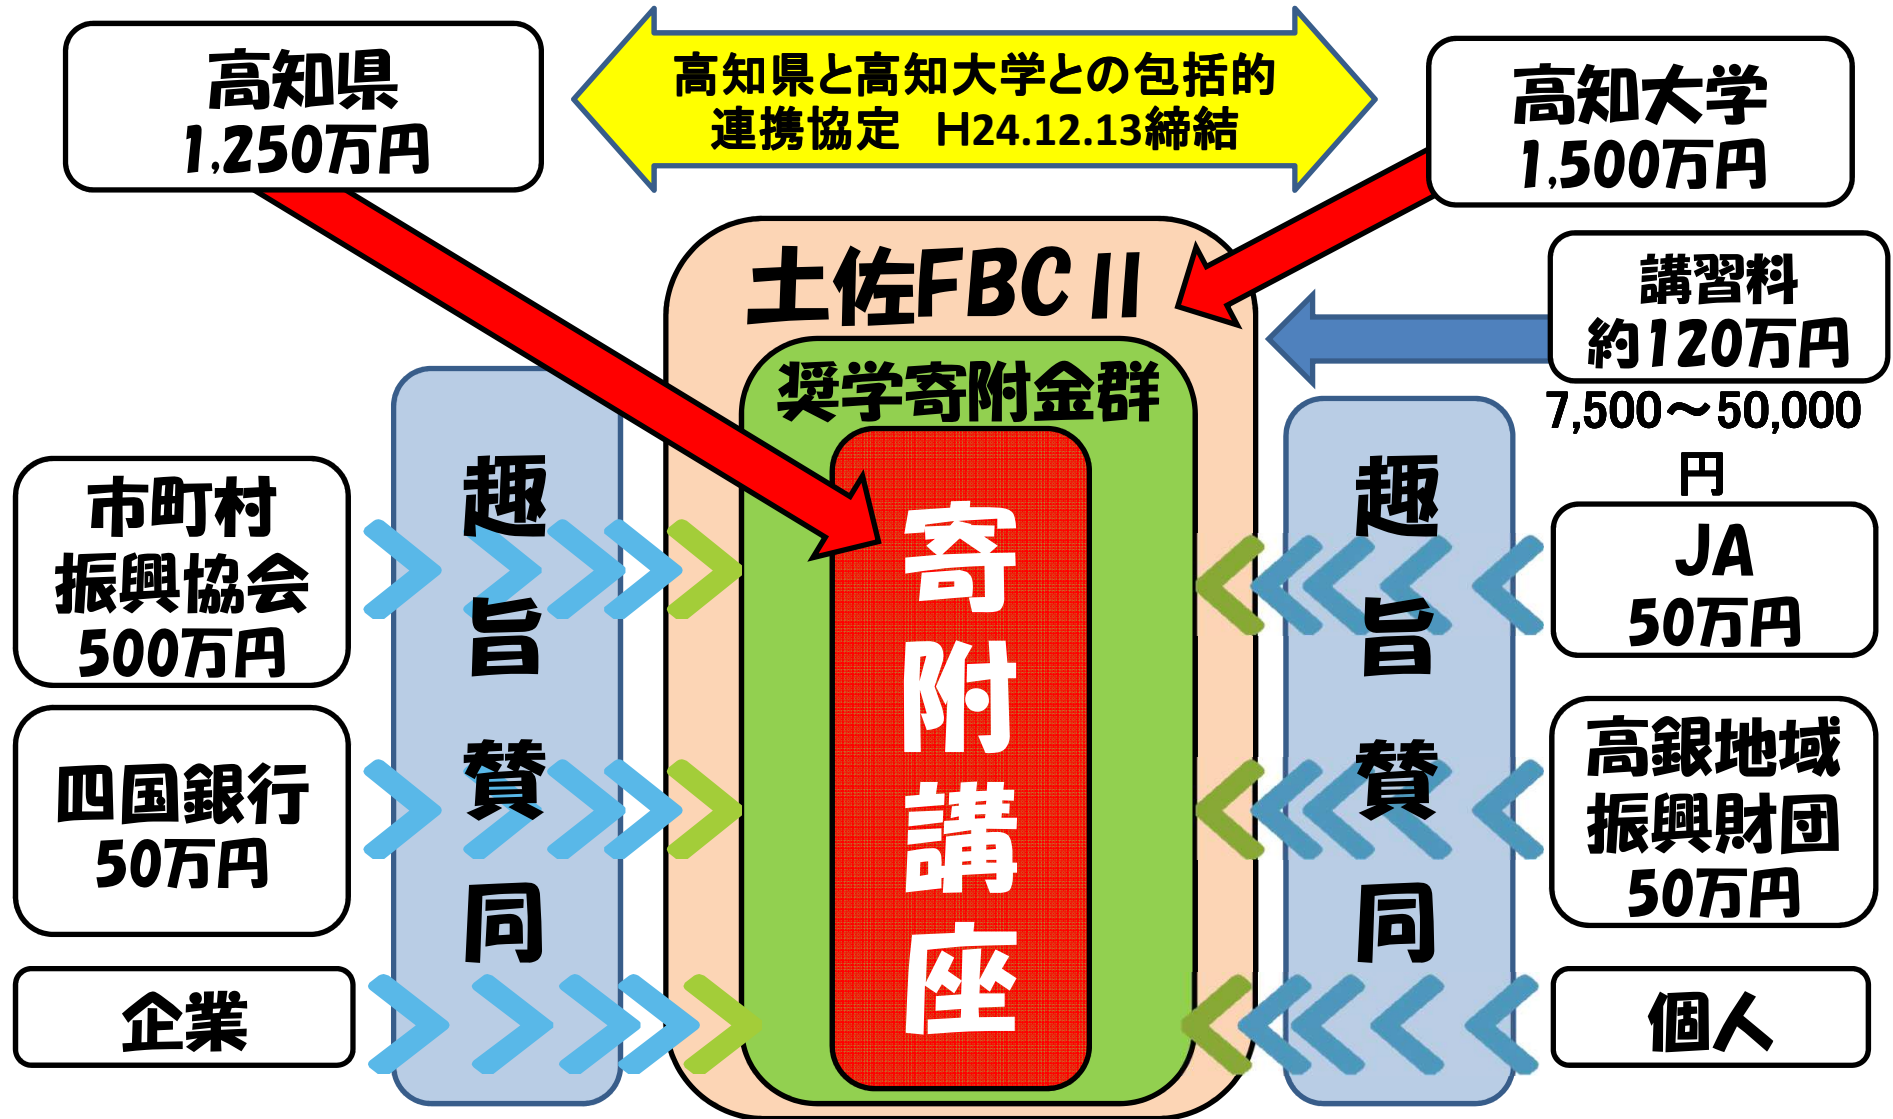 高知県
1,250万円
高知県と高知大学との包括的
連携協定　H24.12.13締結
高知大学
1,500万円
土佐FBCⅡ
講習料
約120万円
7,500～50,000
円
奨学寄附金群
寄附講座
趣旨賛同
趣旨賛同
市町村
振興協会
500万円
四国銀行
50万円
企業
JA
50万円
高銀地域
振興財団
50万円
個人